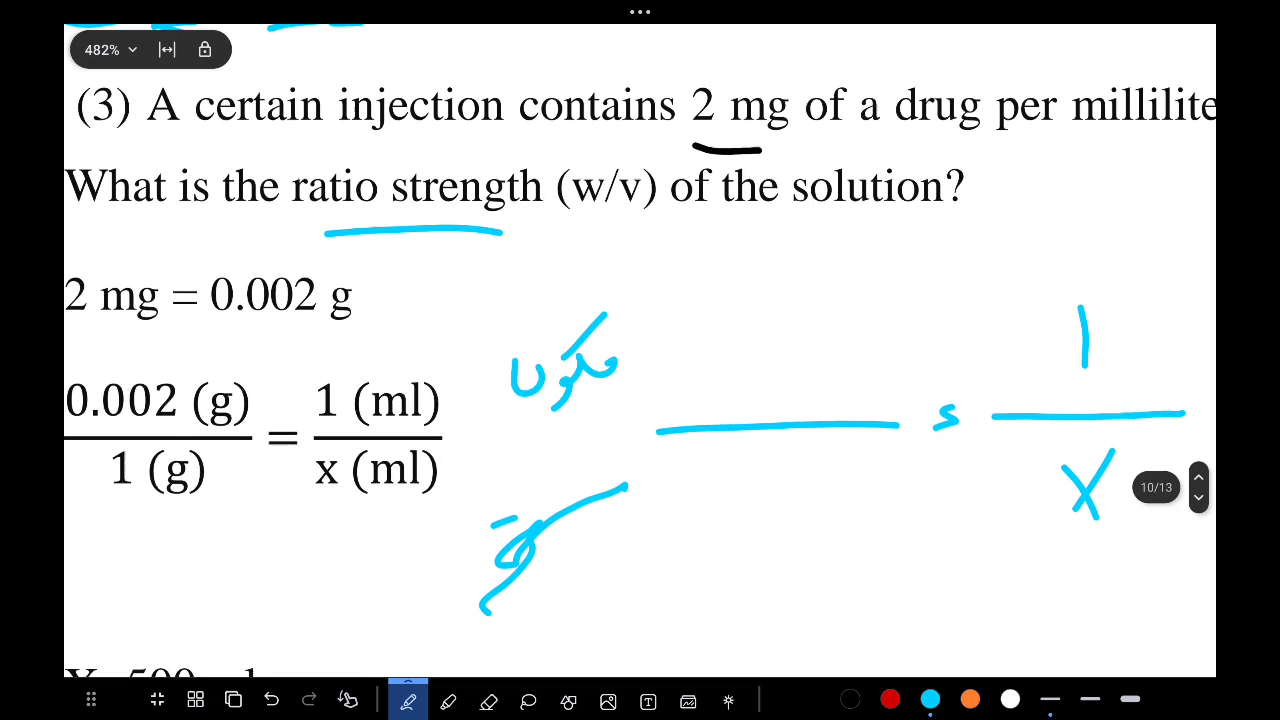 482%
(3) A certain injection contains 2 mg of a drug per millilite
What is the ratio strength (w/v) of the solution?
2 mg = 0.002 g
0.002 (g) / 1 (g) = 1 (ml) / x (ml)
مكون
= 1 / X
10/13